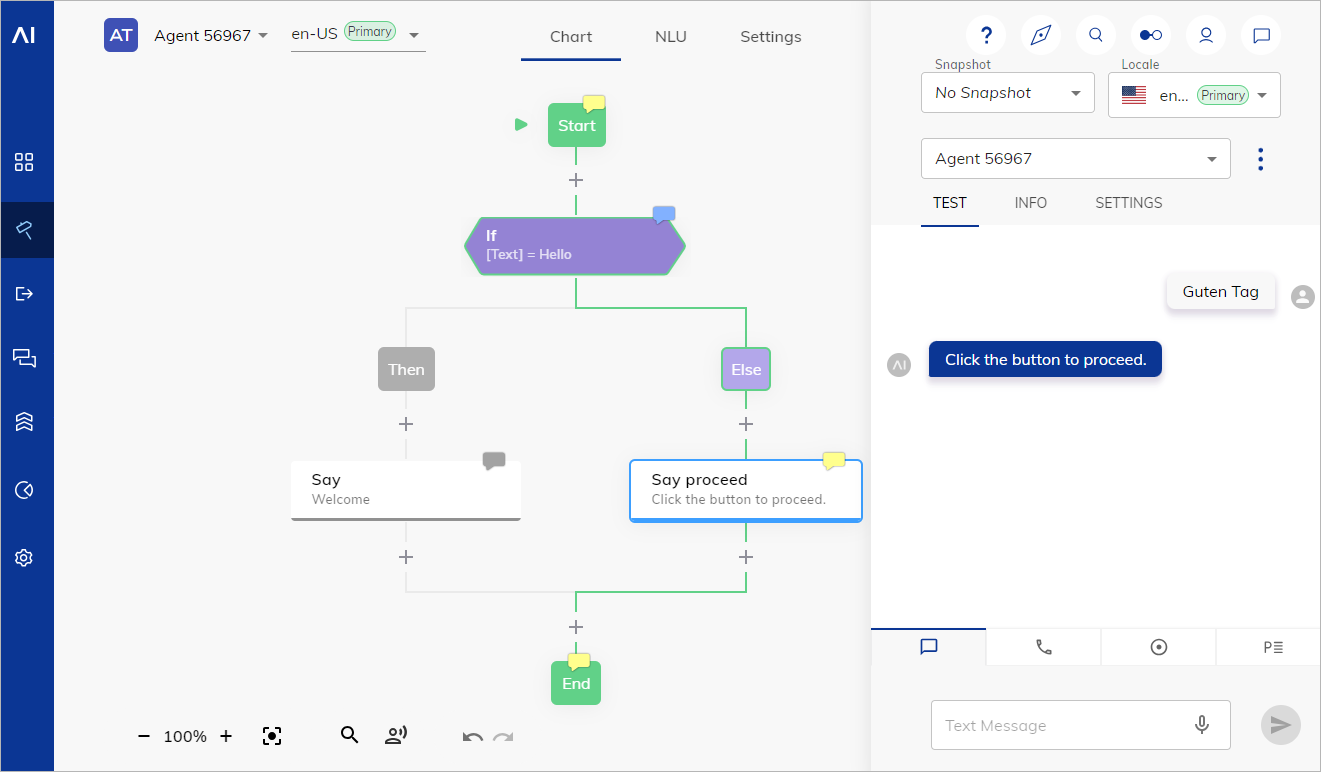 AI
AT
Agent 56967
en-US
Primary
Chart
NLU
Settings
Start
If
[Text] = Hello
Then
Else
Say
Welcome
Say proceed
Click the button to proceed.
End
100%
?
Snapshot
No Snapshot
Locale
en...
Primary
Agent 56967
TEST
INFO
SETTINGS
Guten Tag
AI
Click the button to proceed.
P
Text Message